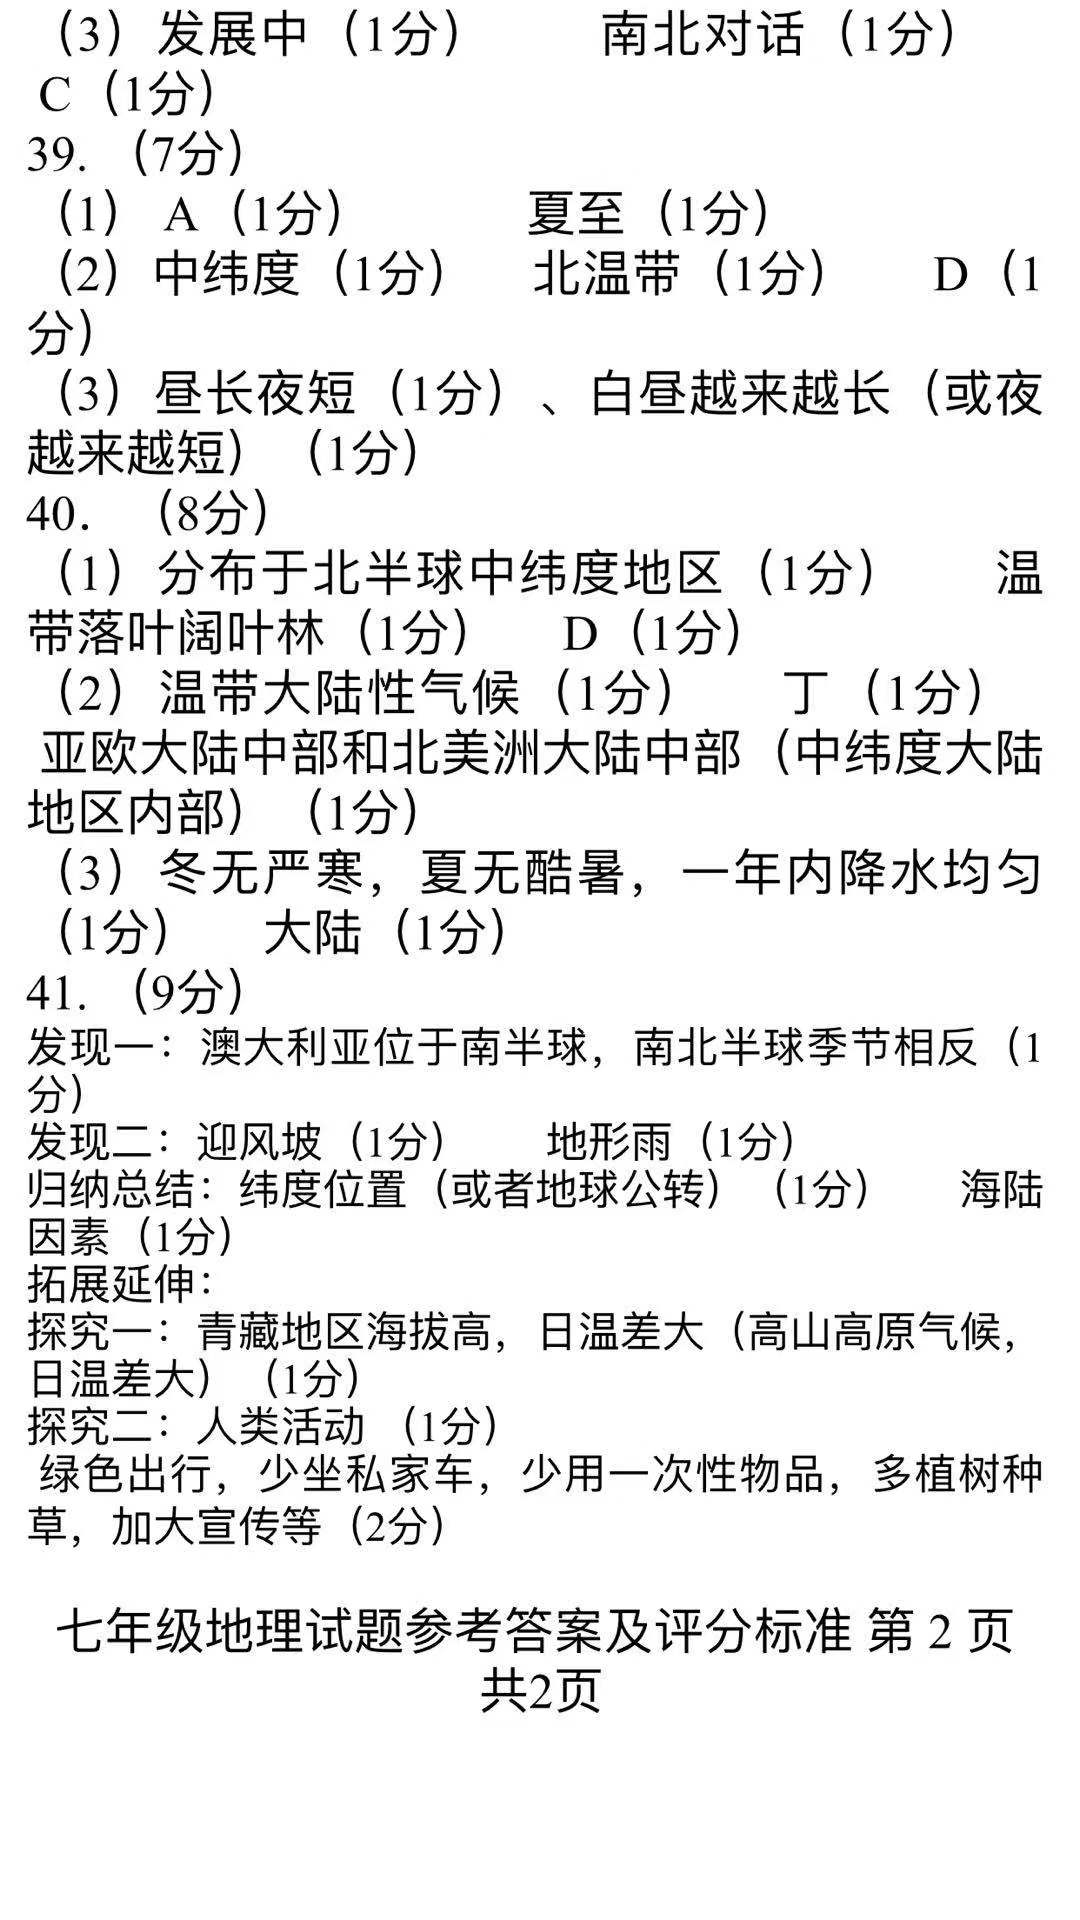 （3）发展中（1分） 南北对话（1分）
C（1分）
39.（7分）
（1） A（1分） 夏至（1分）
（2）中纬度（1分） 北温带（1分） D（1
分）
（3）昼长夜短（1分）、白昼越来越长（或夜
越来越短）（1分）
40. （8分）
（1）分布于北半球中纬度地区（1分） 温
带落叶阔叶林（1分） D（1分）
（2）温带大陆性气候（1分） 丁（1分）
亚欧大陆中部和北美洲大陆中部（中纬度大陆
地区内部）（1分）
（3）冬无严寒，夏无酷暑，一年内降水均匀
（1分） 大陆（1分）
41.（9分）
发现一：澳大利亚位于南半球，南北半球季节相反（1
分）
发现二：迎风坡（1分） 地形雨（1分）
归纳总结：纬度位置（或者地球公转）（1分） 海陆
因素（1分）
拓展延伸：
探究一：青藏地区海拔高，日温差大（高山高原气候，
日温差大）（1分）
探究二：人类活动 （1分）
绿色出行，少坐私家车，少用一次性物品，多植树种
草，加大宣传等（2分）
七年级地理试题参考答案及评分标准 第 2 页
共2页